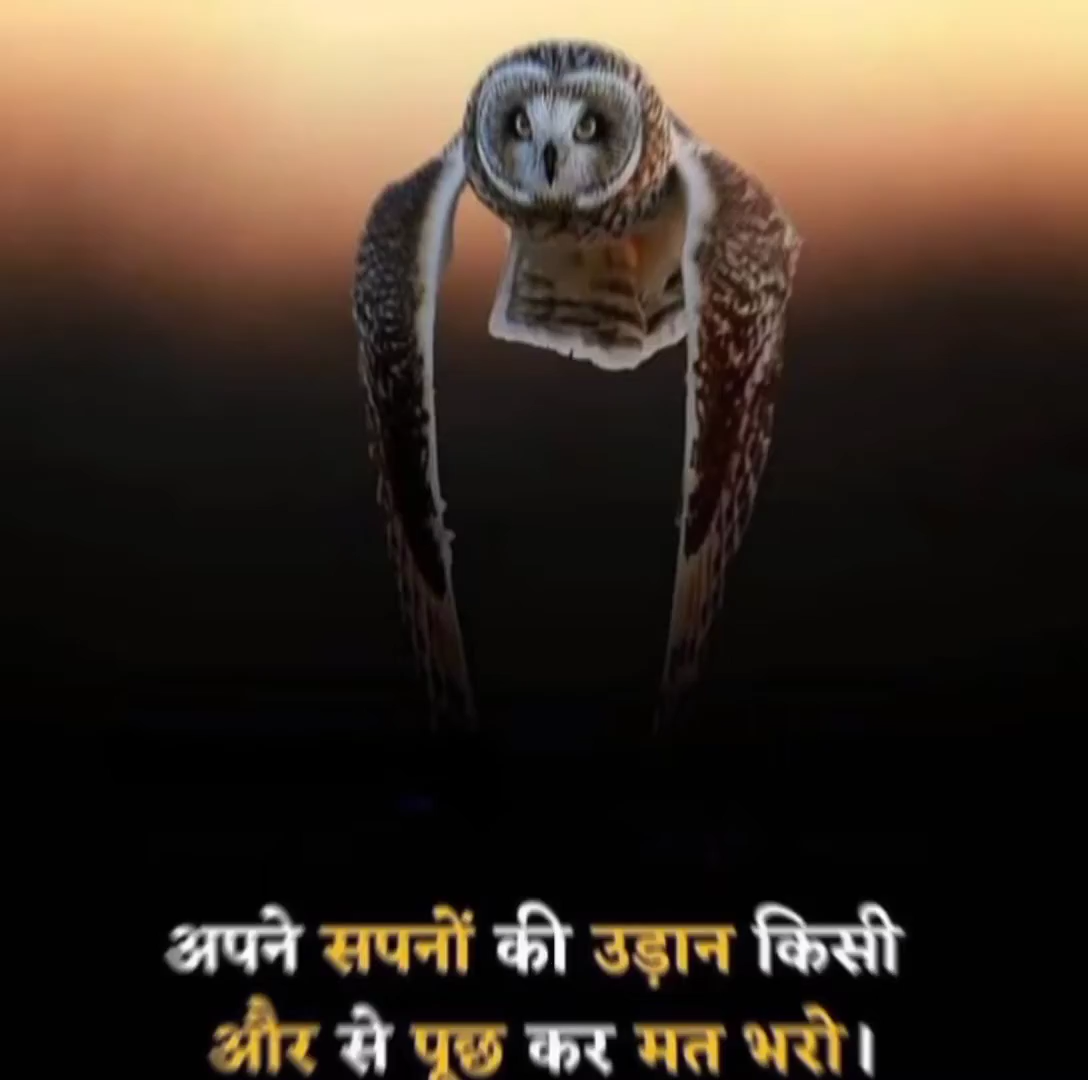 अपने सपनों की उड़ान किसी
और से पूछ कर मत भरो।